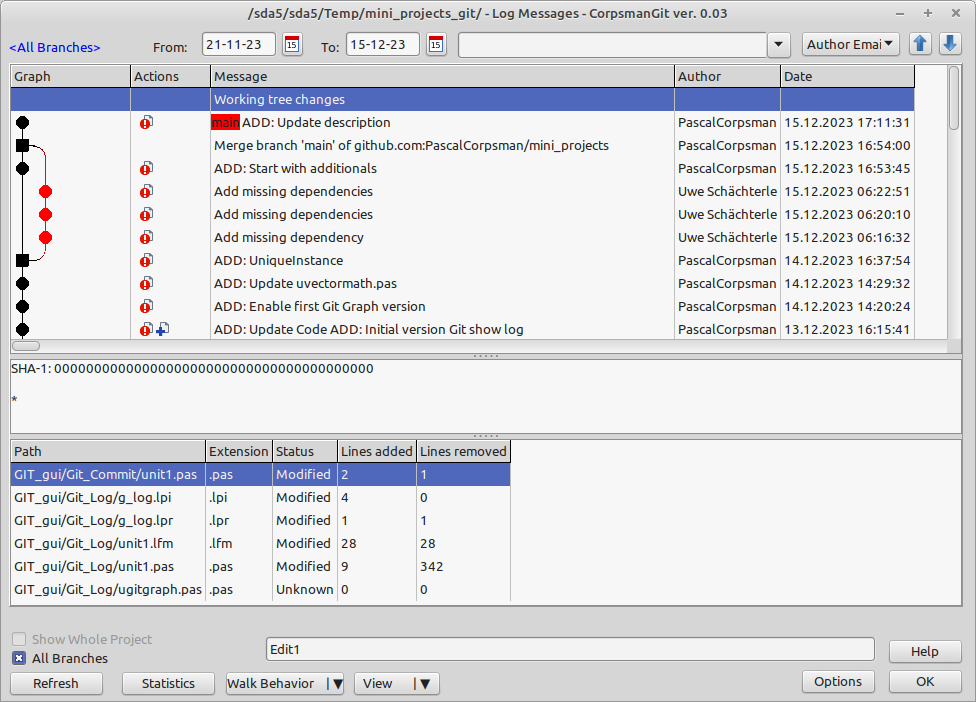 /sda5/sda5/Temp/mini_projects_git/ - Log Messages - CorpsmanGit ver. 0.03
<All Branches> From: 21-11-23 15 To: 15-12-23 15 Author Emai
Graph Actions Message Author Date
Working tree changes
main ADD: Update description PascalCorpsman 15.12.2023 17:11:31
Merge branch 'main' of github.com:PascalCorpsman/mini_projects PascalCorpsman 15.12.2023 16:54:00
ADD: Start with additionals PascalCorpsman 15.12.2023 16:53:45
Add missing dependencies Uwe Schächterle 15.12.2023 06:22:51
Add missing dependencies Uwe Schächterle 15.12.2023 06:20:10
Add missing dependency Uwe Schächterle 15.12.2023 06:16:32
ADD: UniqueInstance PascalCorpsman 14.12.2023 16:37:54
ADD: Update uvectormath.pas PascalCorpsman 14.12.2023 14:29:32
ADD: Enable first Git Graph version PascalCorpsman 14.12.2023 14:20:24
ADD: Update Code ADD: Initial version Git show log PascalCorpsman 13.12.2023 16:15:41
SHA-1: 0000000000000000000000000000000000000000
*
Path Extension Status Lines added Lines removed
GIT_gui/Git_Commit/unit1.pas .pas Modified 2 1
GIT_gui/Git_Log/g_log.lpi .lpi Modified 4 0
GIT_gui/Git_Log/g_log.lpr .lpr Modified 1 1
GIT_gui/Git_Log/unit1.lfm .lfm Modified 28 28
GIT_gui/Git_Log/unit1.pas .pas Modified 9 342
GIT_gui/Git_Log/ugitgraph.pas .pas Unknown 0 0
Show Whole Project
All Branches
Edit1
Help
Refresh Statistics Walk Behavior |▼ View |▼ Options OK